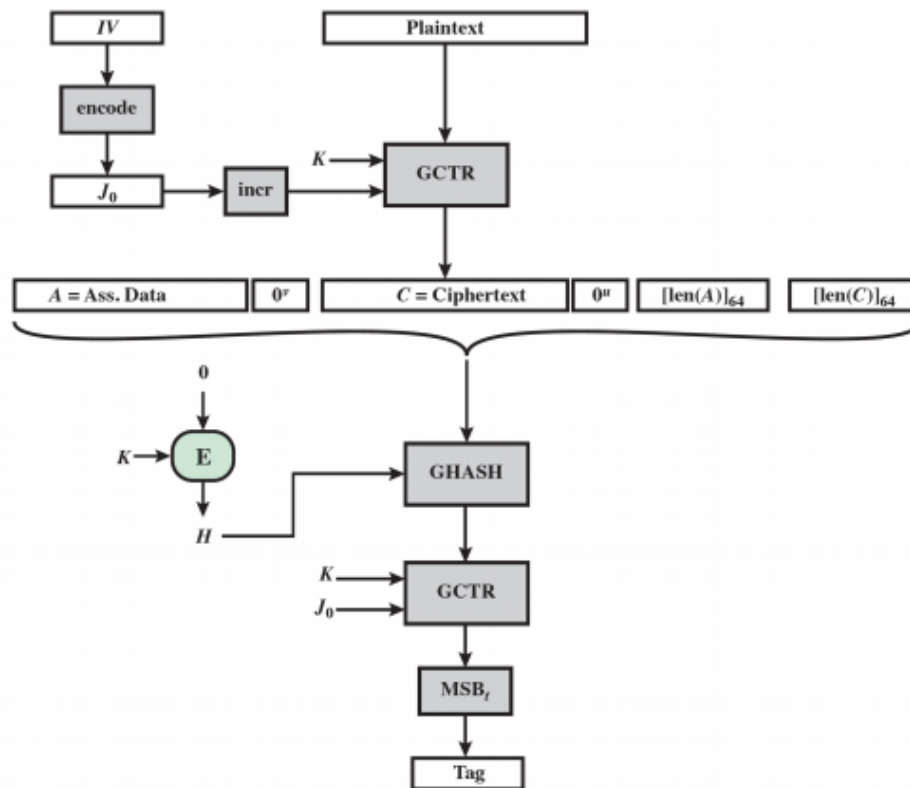 IV
Plaintext
encode
K
GCTR
J₀
incr
A = Ass. Data
0ᵛ
C = Ciphertext
0ᵘ
[len(A)]₆₄
[len(C)]₆₄
0
K
E
GHASH
H
K
GCTR
J₀
MSBₜ
Tag